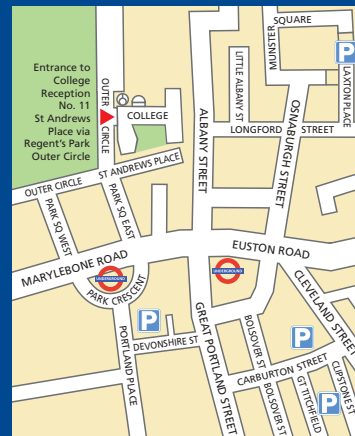 SQUARE
MUNSTER
P
Entrance to
College
Reception
No. 11
St Andrews
Place via
Regent's Park
Outer Circle
OUTER CIRCLE
COLLEGE
LITTLE ALBANY ST
LAXTON PLACE
ALBANY STREET
LONGFORD STREET
OSNABURGH STREET
ST ANDREWS PLACE
OUTER CIRCLE
PARK SQ WEST
PARK SQ EAST
MARYLEBONE ROAD
EUSTON ROAD
UNDERGROUND
UNDERGROUND
PARK CRESCENT
CLEVELAND STREET
P
PORTLAND PLACE
DEVONSHIRE ST
GREAT PORTLAND STREET
BOLSOVER ST
P
CARBURTON STREET
BOLSOVER ST
GT TITCHFIELD
CLIPSTONE ST
P